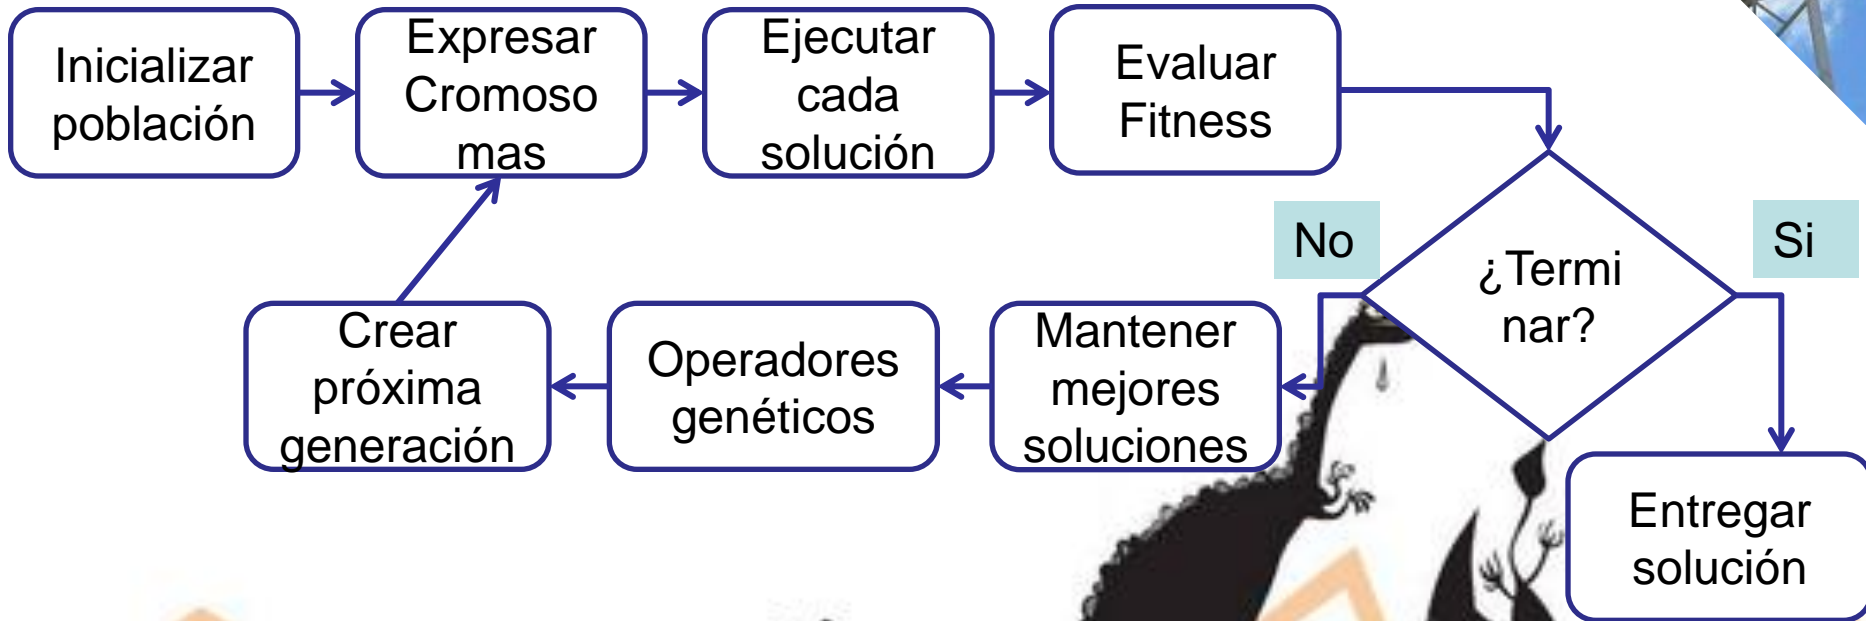 Inicializar
población
Expresar
Cromoso
mas
Ejecutar
cada
solución
Evaluar
Fitness
No
¿Termi
nar?
Si
Crear
próxima
generación
Operadores
genéticos
Mantener
mejores
soluciones
Entregar
solución